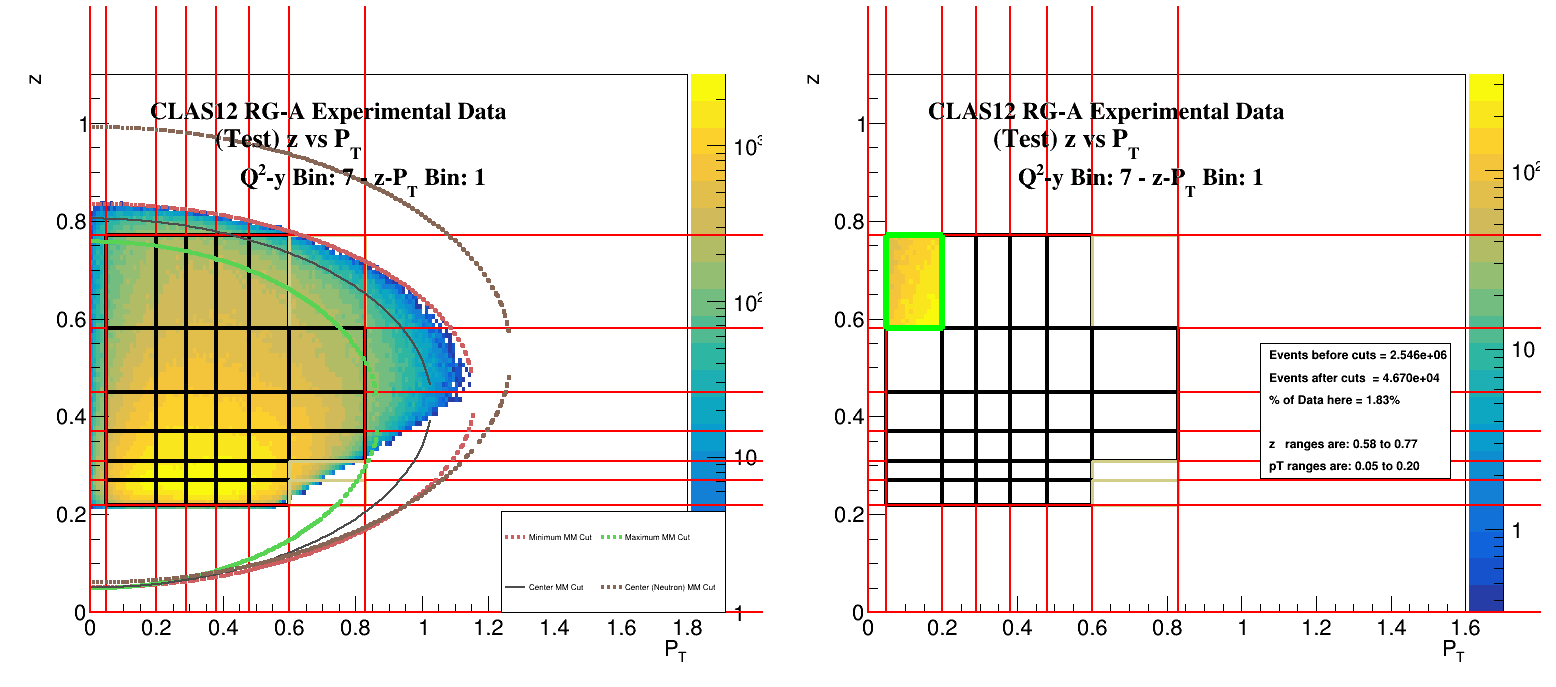 CLAS12 RG-A Experimental Data
(Test) z vs P_T
Q²-y Bin: 7 - z-P_T Bin: 1
z
1
0.8
0.6
0.4
0.2
0
0 0.2 0.4 0.6 0.8 1 1.2 1.8
P_T
10³
10²
10
1
Minimum MM Cut
Maximum MM Cut
Center MM Cut
Center (Neutron) MM Cut
CLAS12 RG-A Experimental Data
(Test) z vs P_T
Q²-y Bin: 7 - z-P_T Bin: 1
z
1
0.8
0.6
0.4
0.2
0
0 0.2 0.4 0.6 0.8 1 1.2 1.4 1.6
P_T
10²
10
1
Events before cuts = 2.546e+06
Events after cuts = 4.670e+04
% of Data here = 1.83%
z ranges are: 0.58 to 0.77
pT ranges are: 0.05 to 0.20